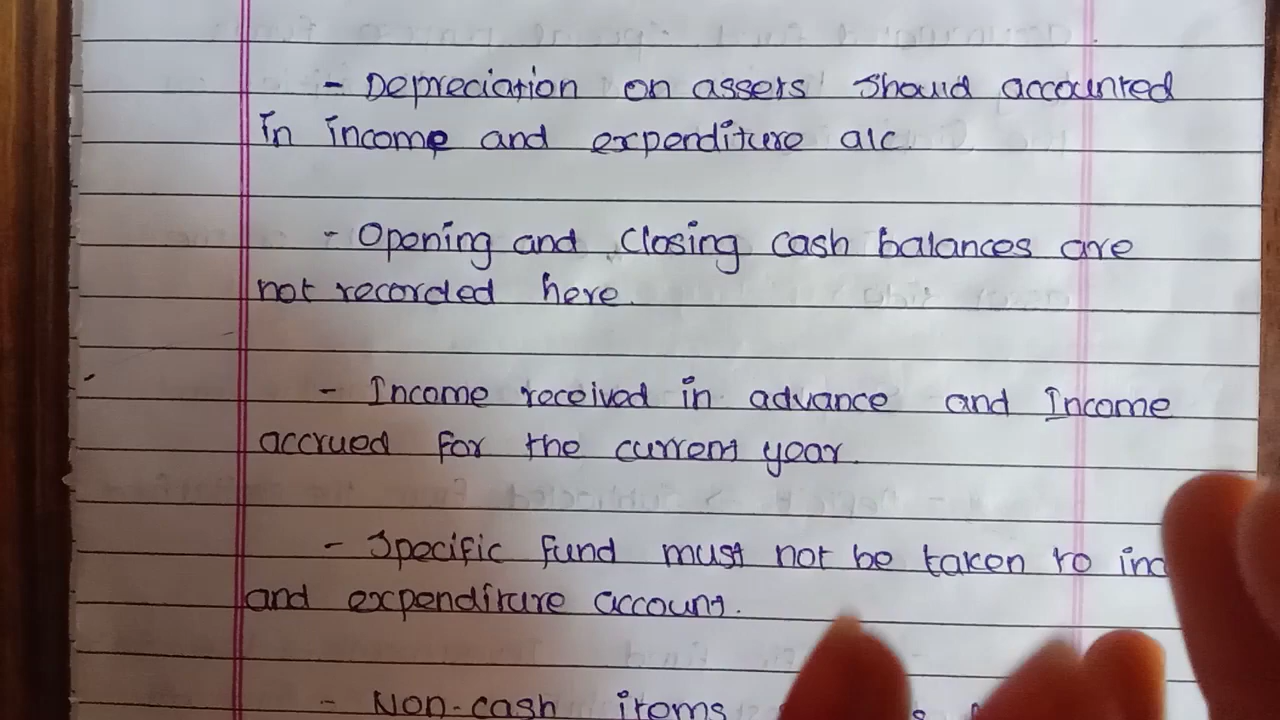 - Depreciation on assets should accounted
in income and expenditure a/c.
- Opening and closing cash balances are
not recorded here.
- Income received in advance and Income
accrued for the current year.
- Specific fund must not be taken to
and expenditure account.
- Non-cash items